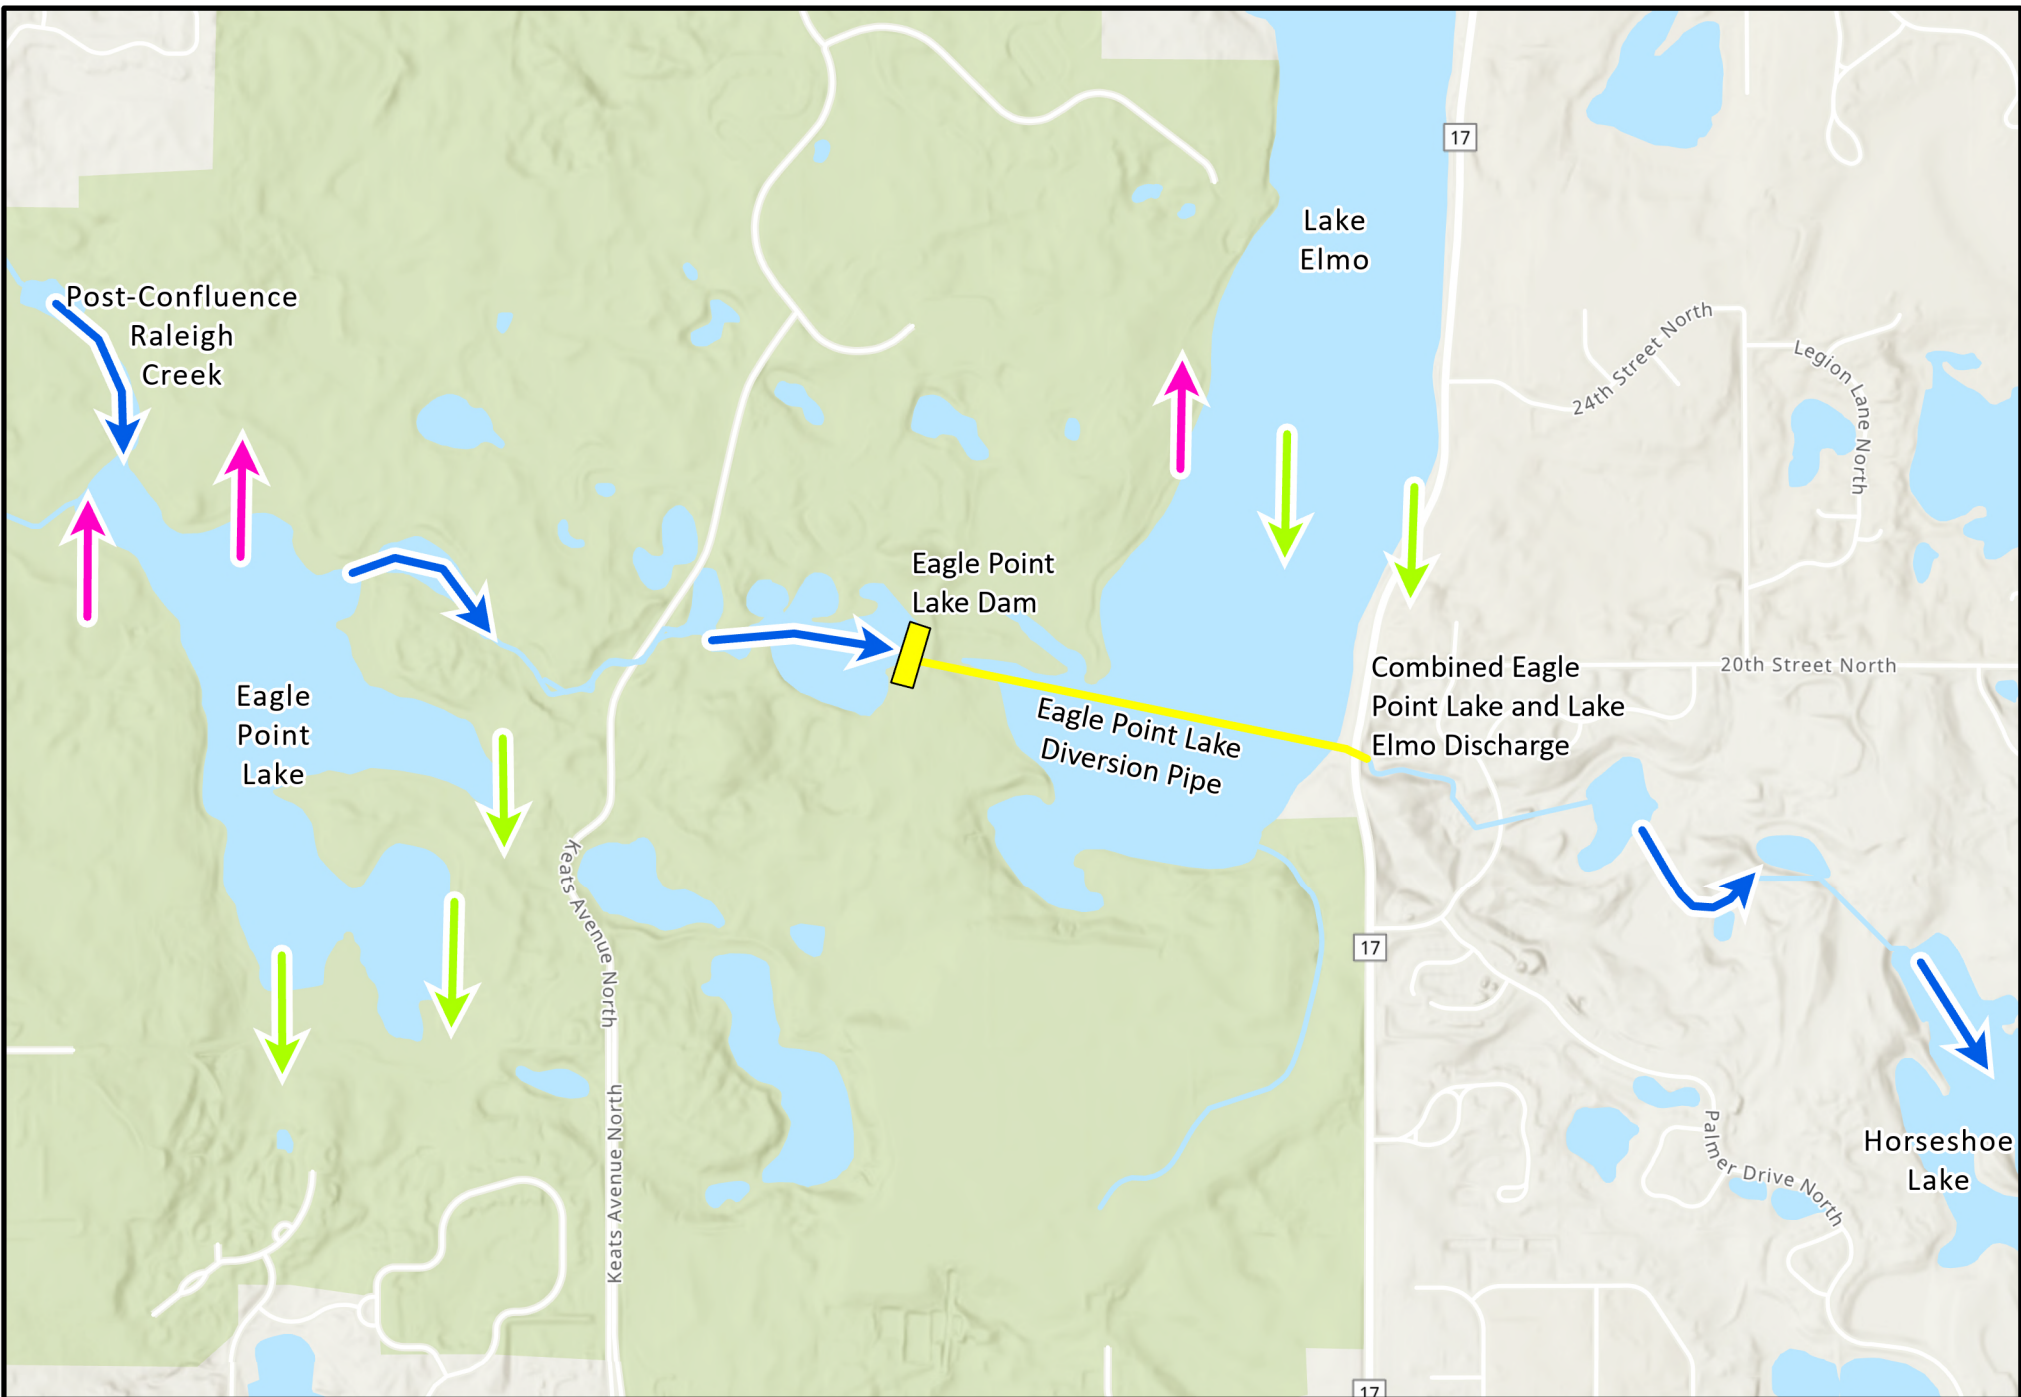 17
Lake
Elmo
Post-Confluence
Raleigh
Creek
24th Street North
Legion Lane North
Eagle Point
Lake Dam
Combined Eagle
Point Lake and Lake
Elmo Discharge
20th Street North
Eagle
Point
Lake
Eagle Point Lake
Diversion Pipe
Keats Avenue North
17
Keats Avenue North
Palmer Drive North
Horseshoe
Lake
17